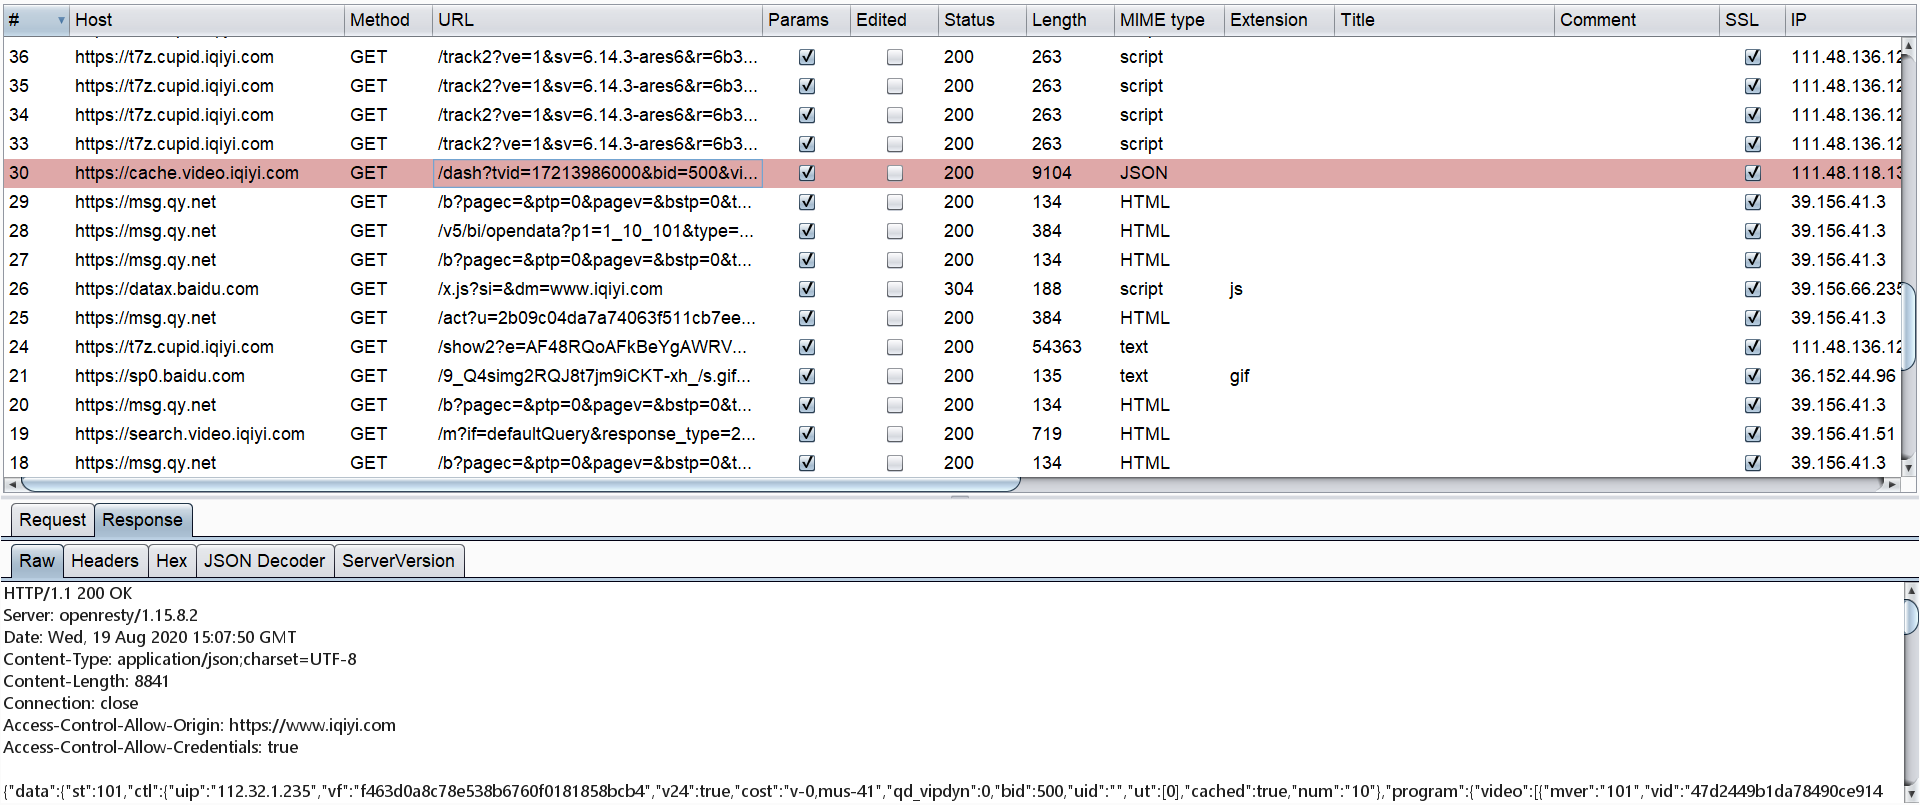 # Host Method URL Params Edited Status Length MIME type Extension Title Comment SSL IP
36 https://t7z.cupid.iqiyi.com GET /track2?ve=1&sv=6.14.3-ares6&r=6b3... 200 263 script 111.48.136.12
35 https://t7z.cupid.iqiyi.com GET /track2?ve=1&sv=6.14.3-ares6&r=6b3... 200 263 script 111.48.136.12
34 https://t7z.cupid.iqiyi.com GET /track2?ve=1&sv=6.14.3-ares6&r=6b3... 200 263 script 111.48.136.12
33 https://t7z.cupid.iqiyi.com GET /track2?ve=1&sv=6.14.3-ares6&r=6b3... 200 263 script 111.48.136.12
30 https://cache.video.iqiyi.com GET /dash?tvid=17213986000&bid=500&vi... 200 9104 JSON 111.48.118.13
29 https://msg.qy.net GET /b?pagec=&ptp=0&pagev=&bstp=0&t... 200 134 HTML 39.156.41.3
28 https://msg.qy.net GET /v5/bi/opendata?p1=1_10_101&type=... 200 384 HTML 39.156.41.3
27 https://msg.qy.net GET /b?pagec=&ptp=0&pagev=&bstp=0&t... 200 134 HTML 39.156.41.3
26 https://datax.baidu.com GET /x.js?si=&dm=www.iqiyi.com 304 188 script js 39.156.66.235
25 https://msg.qy.net GET /act?u=2b09c04da7a74063f511cb7ee... 200 384 HTML 39.156.41.3
24 https://t7z.cupid.iqiyi.com GET /show2?e=AF48RQoAFkBeYgAWRV... 200 54363 text 111.48.136.12
21 https://sp0.baidu.com GET /9_Q4simg2RQJ8t7jm9iCKT-xh_/s.gif... 200 135 text gif 36.152.44.96
20 https://msg.qy.net GET /b?pagec=&ptp=0&pagev=&bstp=0&t... 200 134 HTML 39.156.41.3
19 https://search.video.iqiyi.com GET /m?if=defaultQuery&response_type=2... 200 719 HTML 39.156.41.51
18 https://msg.qy.net GET /b?pagec=&ptp=0&pagev=&bstp=0&t... 200 134 HTML 39.156.41.3
Request Response
Raw Headers Hex JSON Decoder ServerVersion
HTTP/1.1 200 OK
Server: openresty/1.15.8.2
Date: Wed, 19 Aug 2020 15:07:50 GMT
Content-Type: application/json;charset=UTF-8
Content-Length: 8841
Connection: close
Access-Control-Allow-Origin: https://www.iqiyi.com
Access-Control-Allow-Credentials: true
{"data":{"st":101,"ctl":{"uip":"112.32.1.235","vf":"f463d0a8c78e538b6760f0181858bcb4","v24":true,"cost":"v-0,mus-41","qd_vipdyn":0,"bid":500,"uid":"","ut":[0],"cached":true,"num":"10"},"program":{"video":[{"mver":"101","vid":"47d2449b1da78490ce914